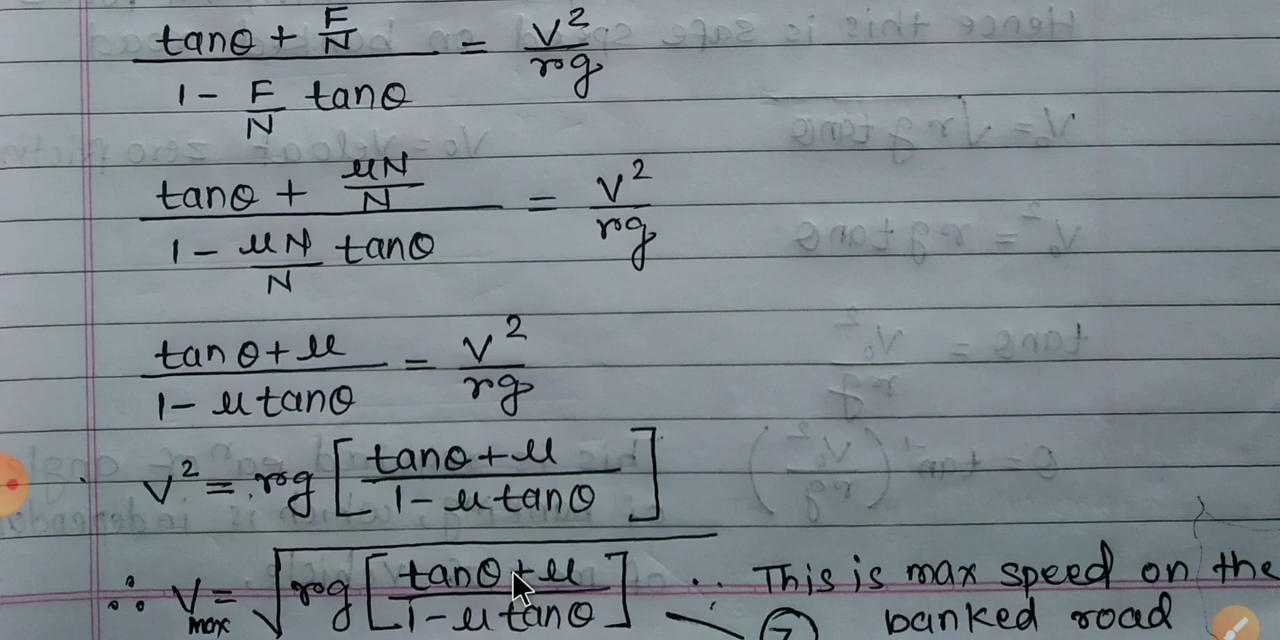 tanθ + F/N / 1 - F/N tanθ = v²/rg
tanθ + μN/N / 1 - μN/N tanθ = v²/rg
tanθ + μ / 1 - μ tanθ = v²/rg
v² = rg [ tanθ + μ / 1 - μ tanθ ]
∴ v max = √ rg [ tanθ + μ / 1 - μ tanθ ] This is max speed on the
banked road